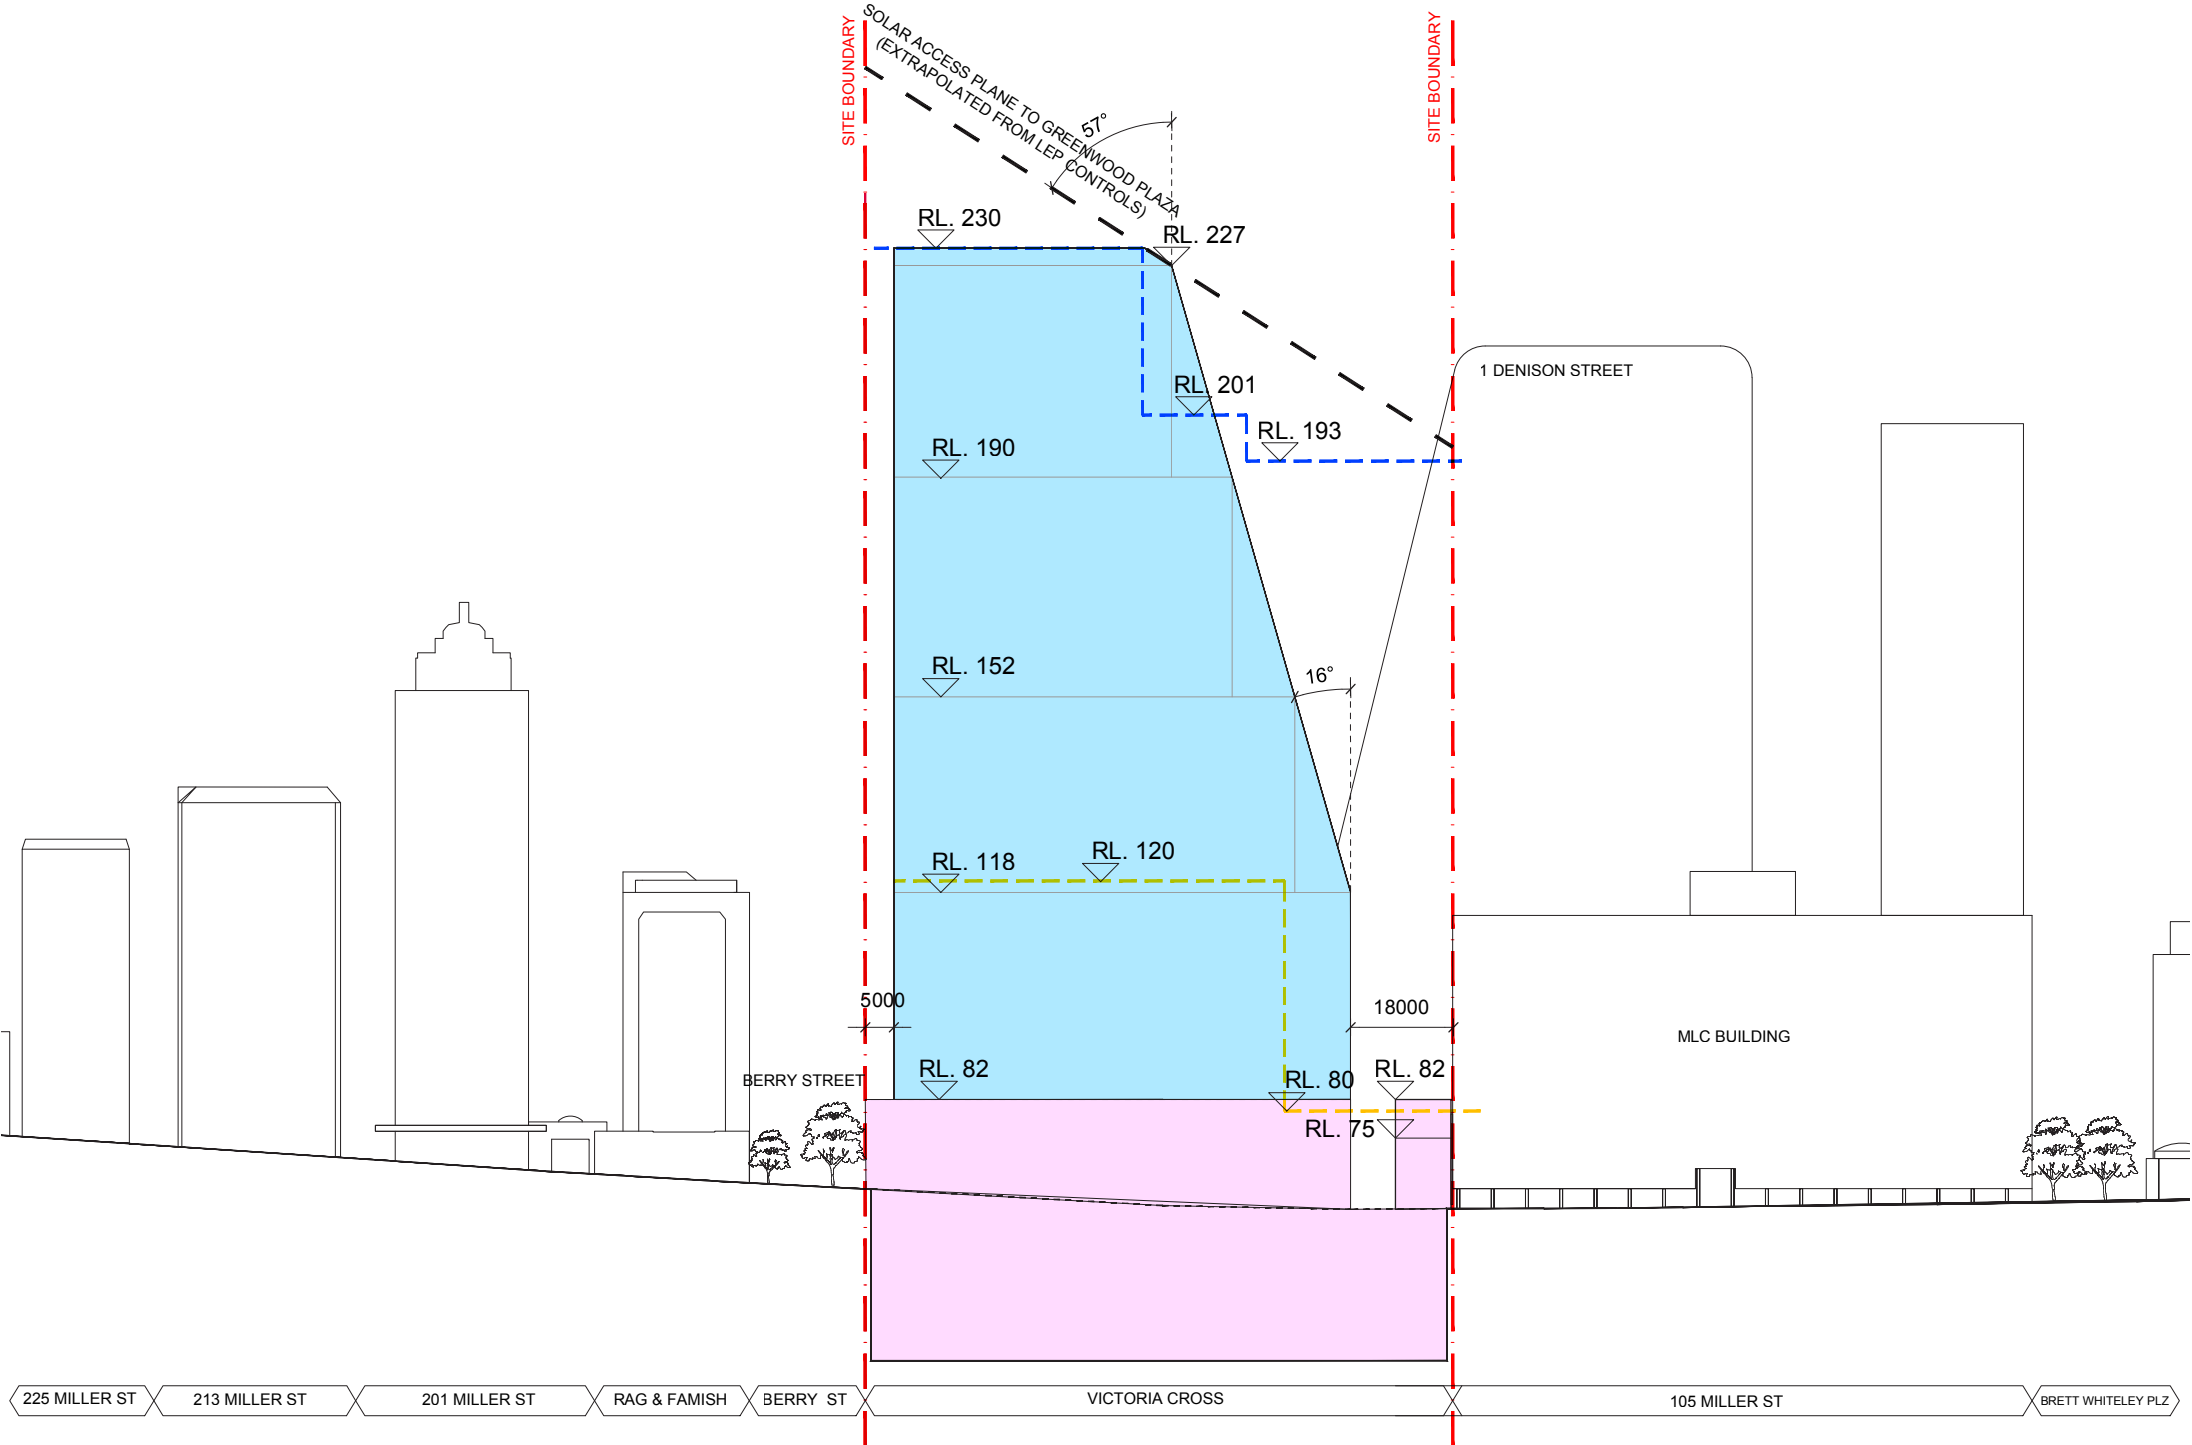 SITE BOUNDARY
SOLAR ACCESS PLANE TO GREENWOOD PLAZA
(EXTRAPOLATED FROM LEP CONTROLS)
SITE BOUNDARY
57°
RL. 230
RL. 227
1 DENISON STREET
RL. 201
RL. 193
RL. 190
RL. 152
16°
RL. 120
RL. 118
5000
18000
MLC BUILDING
BERRY STREET
RL. 82
RL. 80
RL. 82
RL. 75
225 MILLER ST
213 MILLER ST
201 MILLER ST
RAG & FAMISH
BERRY ST
VICTORIA CROSS
105 MILLER ST
BRETT WHITELEY PLZ